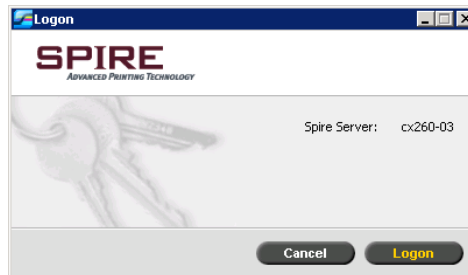 Logon
SPIRE
ADVANCED PRINTING TECHNOLOGY
Spire Server: cx260-03
Cancel Logon